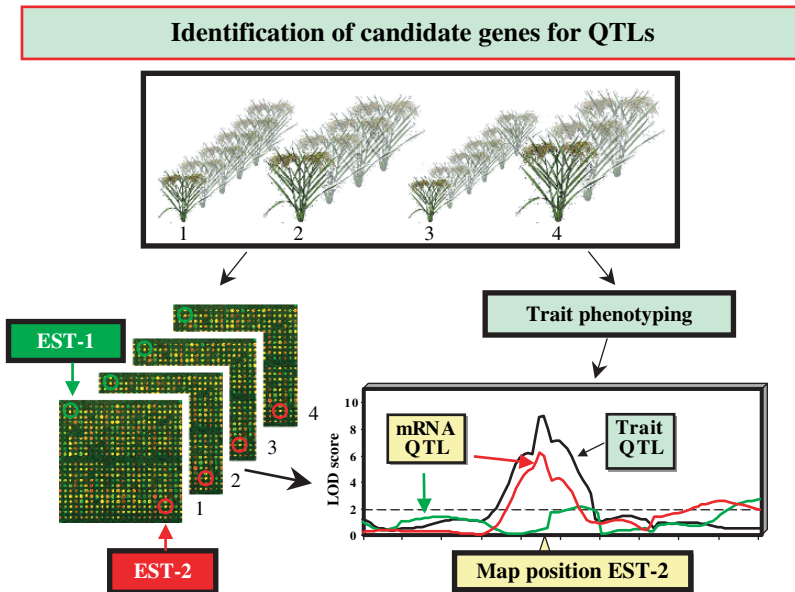 Identification of candidate genes for QTLs
1
2
3
4
Trait phenotyping
EST-1
4
3
2
1
EST-2
10
8
6
4
2
0
LOD score
mRNA
QTL
Trait
QTL
Map position EST-2